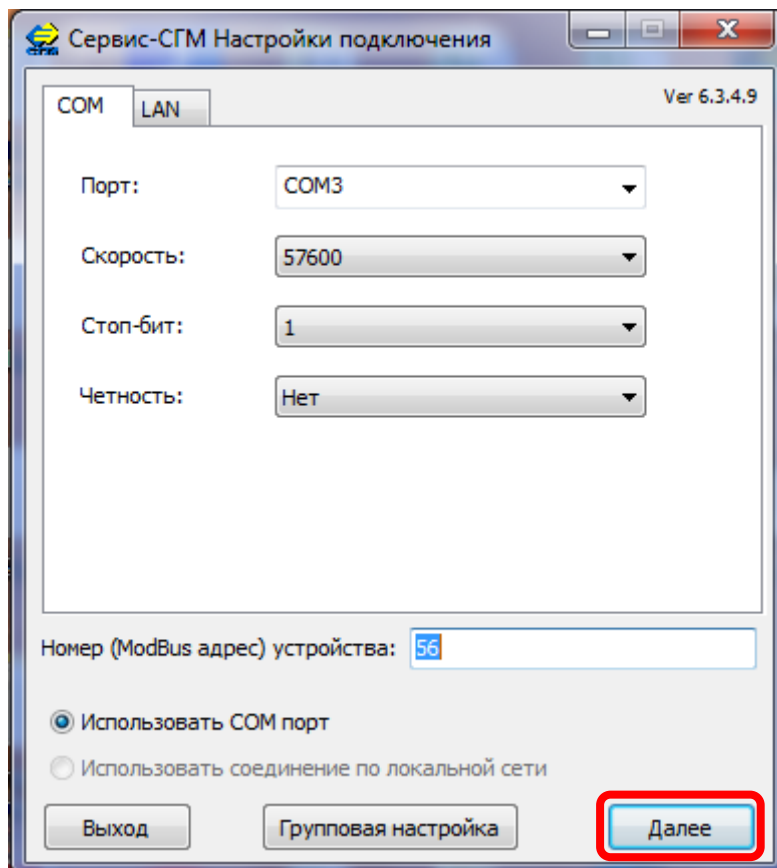 Сервис-СГМ Настройки подключения
COM LAN
Ver 6.3.4.9
Порт: COM3
Скорость: 57600
Стоп-бит: 1
Четность: Нет
Номер (ModBus адрес) устройства: 56
Использовать COM порт
Использовать соединение по локальной сети
Выход Групповая настройка Далее